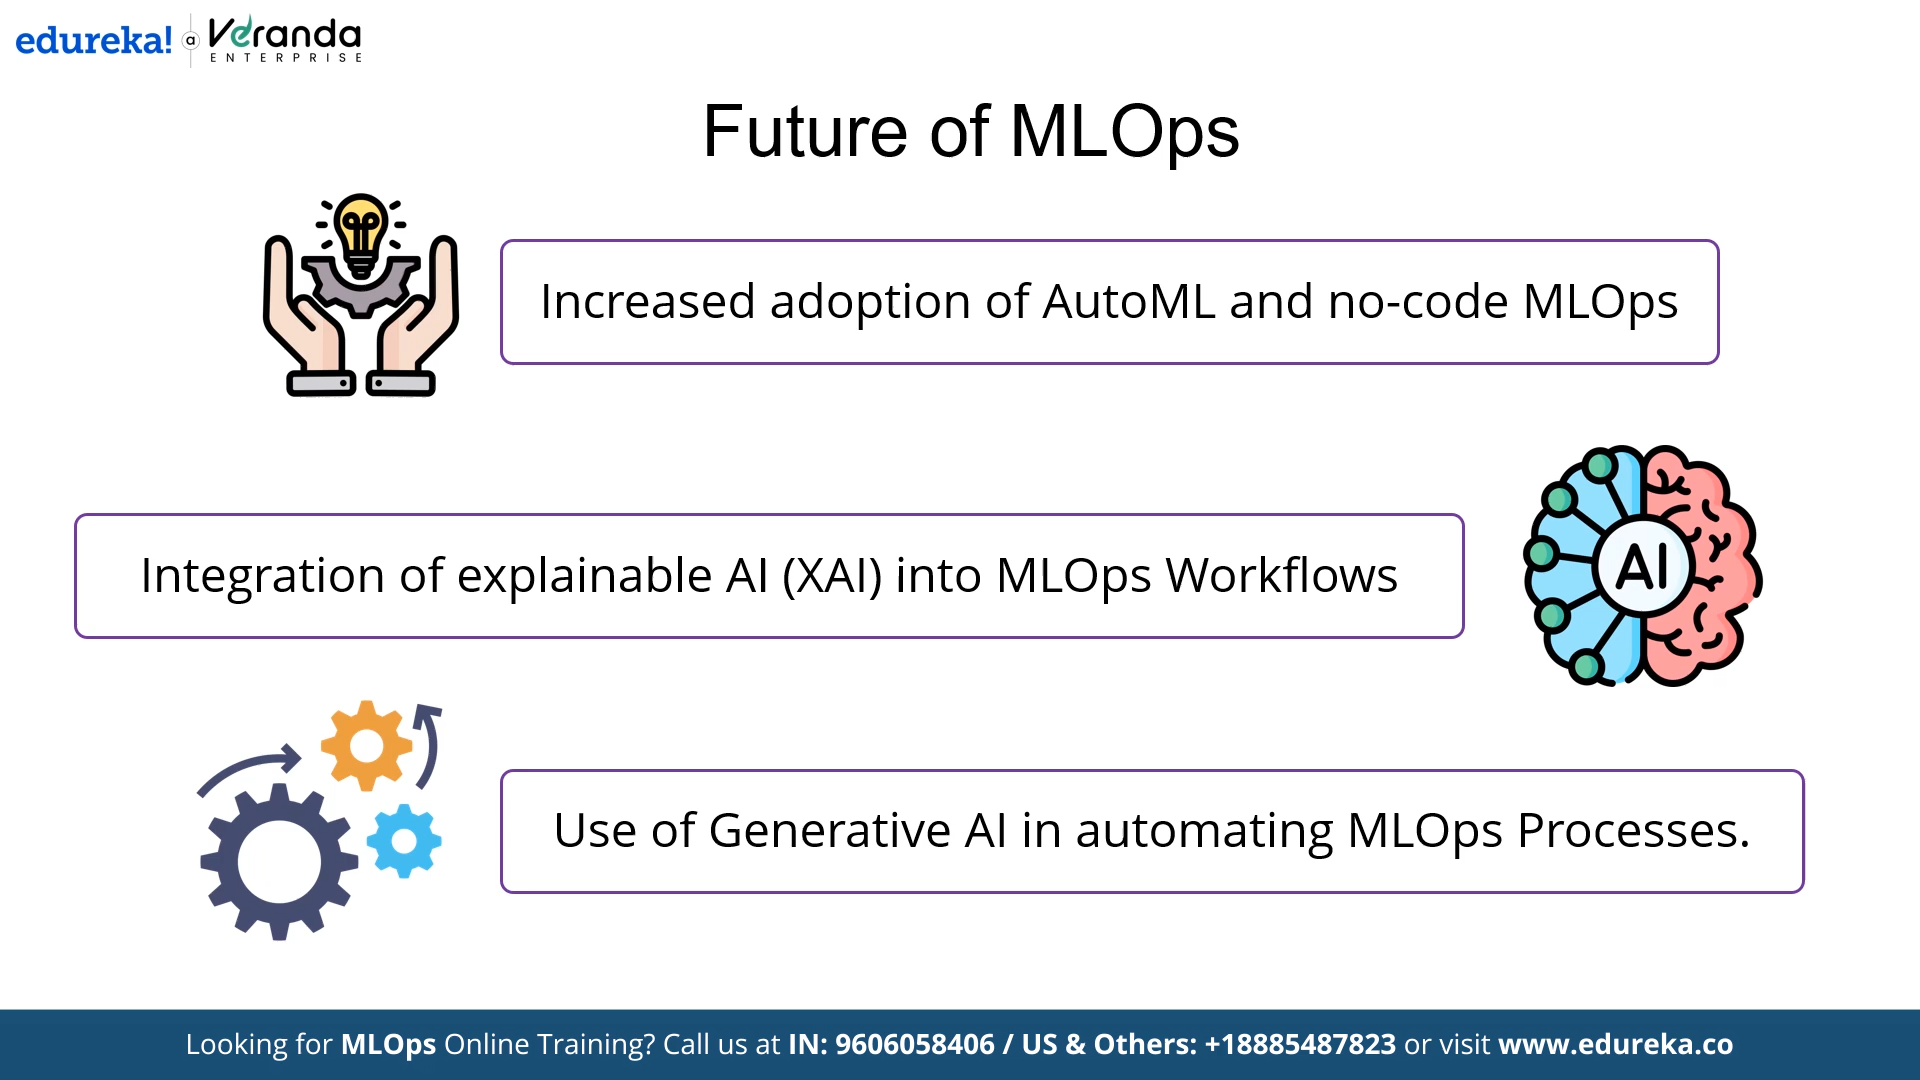 edureka! a Veranda
ENTERPRISE
Future of MLOps
Increased adoption of AutoML and no-code MLOps
Integration of explainable AI (XAI) into MLOps Workflows
AI
Use of Generative AI in automating MLOps Processes.
Looking for MLOps Online Training? Call us at IN: 9606058406 / US & Others: +18885487823 or visit www.edureka.co